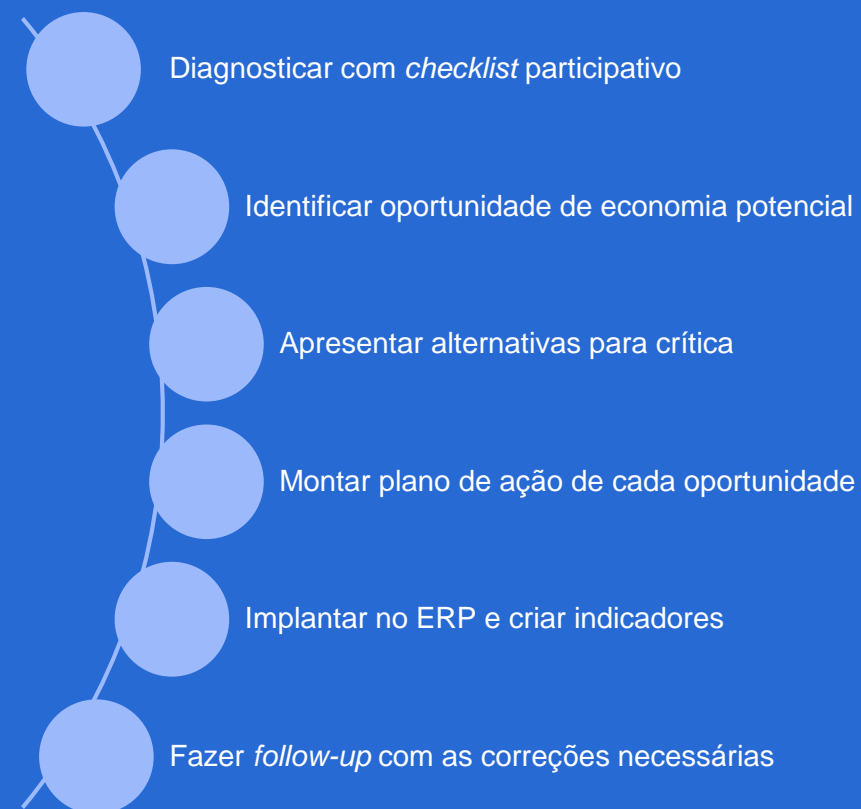 Diagnosticar com checklist participativo
Identificar oportunidade de economia potencial
Apresentar alternativas para crítica
Montar plano de ação de cada oportunidade
Implantar no ERP e criar indicadores
Fazer follow-up com as correções necessárias